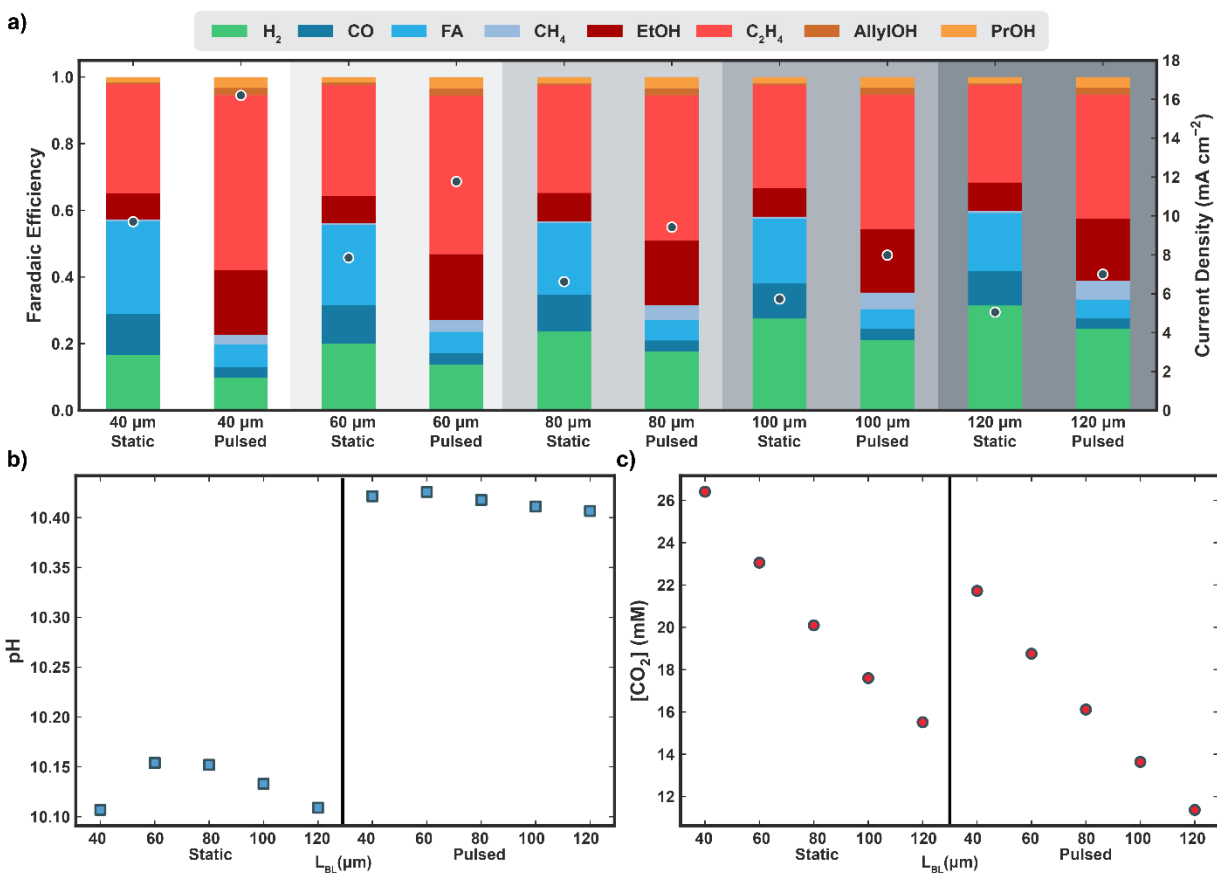 a)
H₂ CO FA CH₄ EtOH C₂H₄ AllylOH PrOH
Faradaic Efficiency
1.0
0.8
0.6
0.4
0.2
0.0
Current Density (mA cm⁻²)
18
16
14
12
10
8
6
4
2
0
40 µm 40 µm 60 µm 60 µm 80 µm 80 µm 100 µm 100 µm 120 µm 120 µm
Static Pulsed Static Pulsed Static Pulsed Static Pulsed Static Pulsed
b)
pH
10.40
10.35
10.30
10.25
10.20
10.15
10.10
40 60 80 100 120 40 60 80 100 120
Static Pulsed
L_BL(µm)
c)
[CO₂] (mM)
26
24
22
20
18
16
14
12
40 60 80 100 120 40 60 80 100 120
Static Pulsed
L_BL(µm)